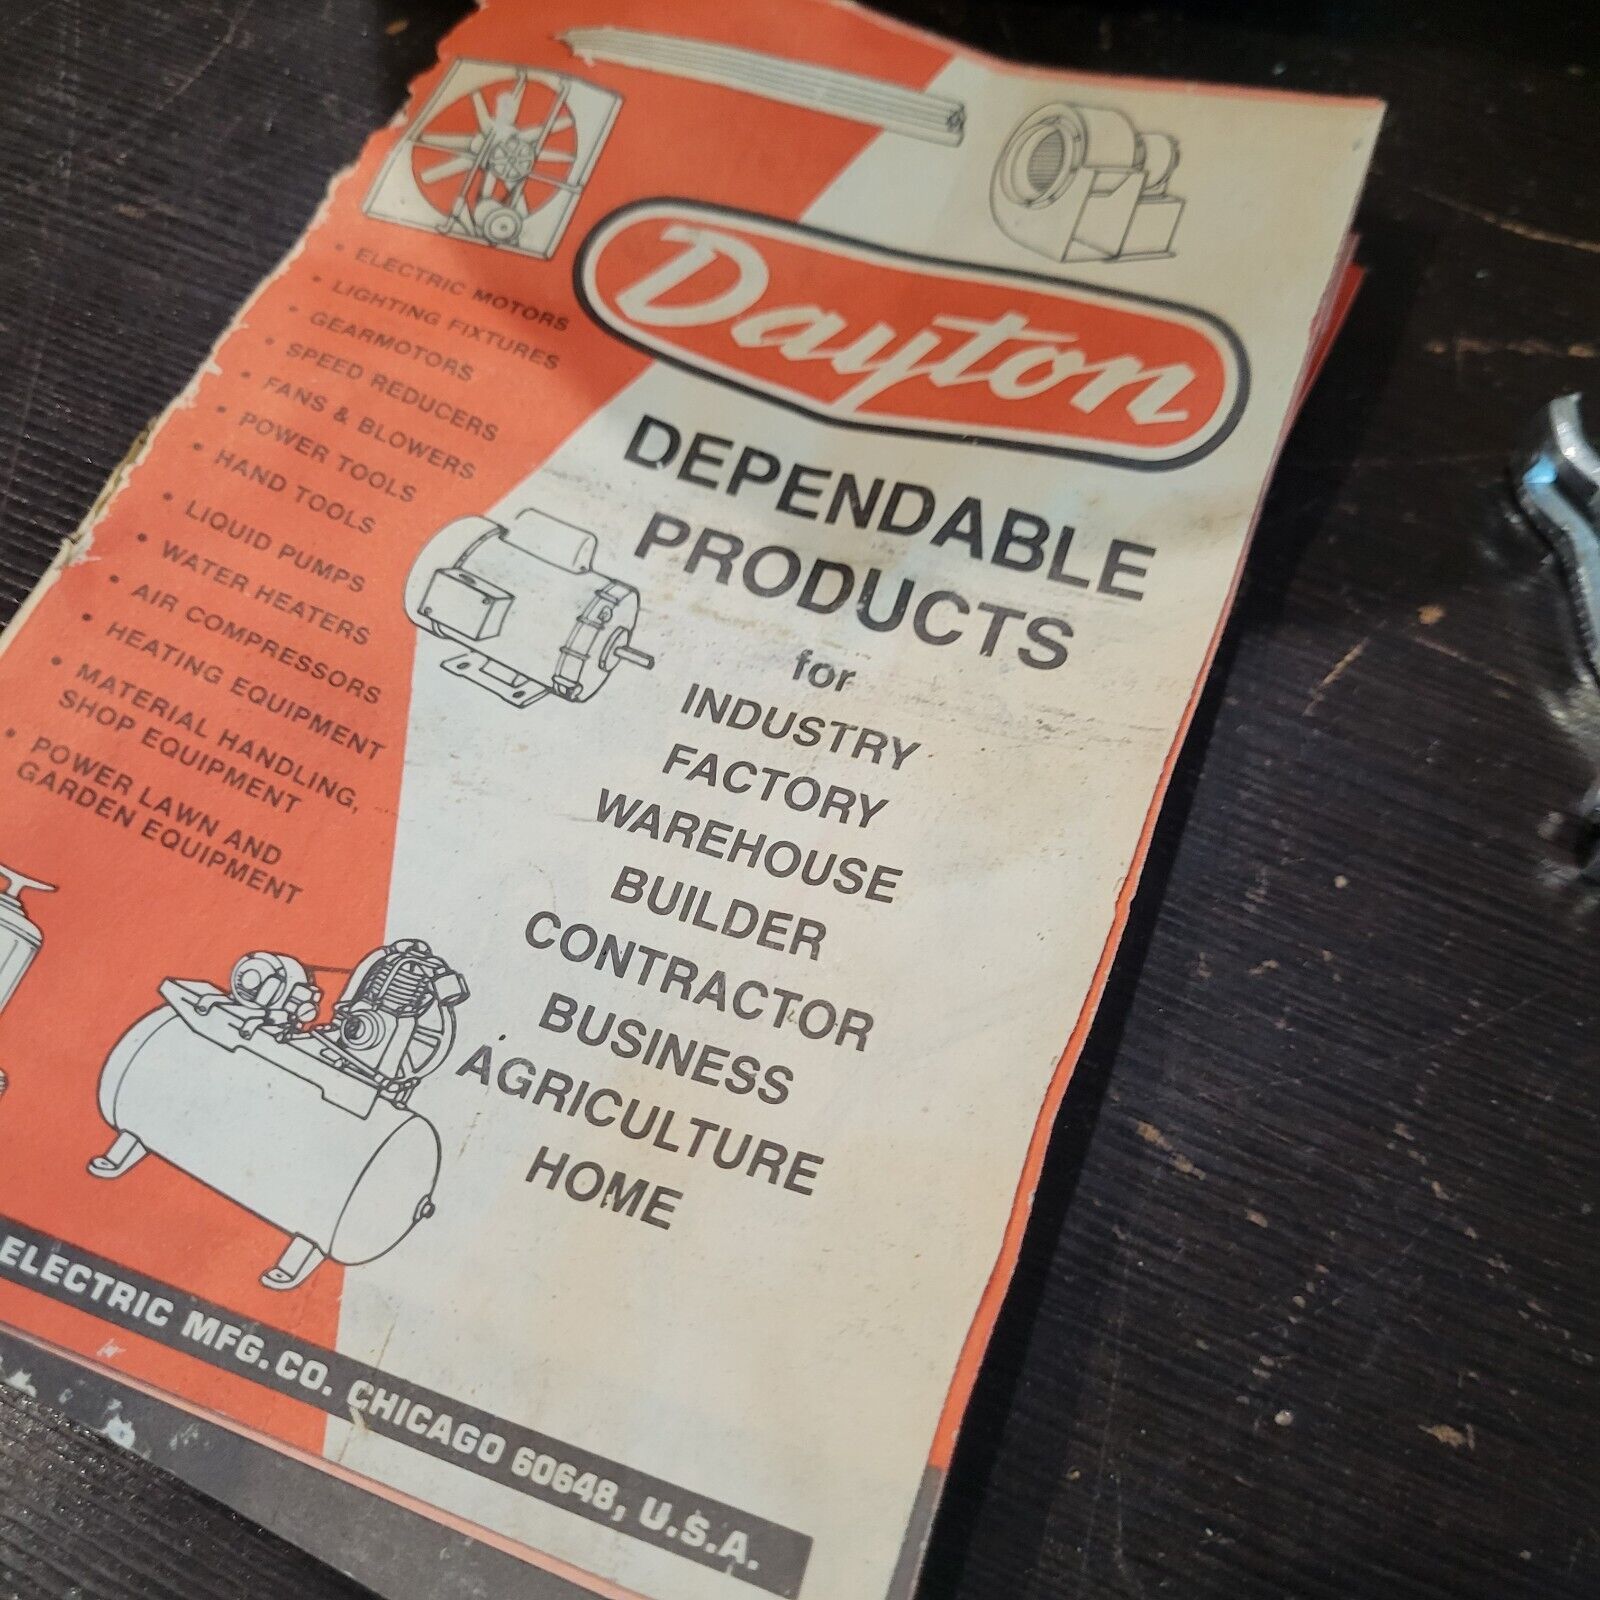 Dayton
• ELECTRIC MOTORS
• LIGHTING FIXTURES
• GEARMOTORS
• SPEED REDUCERS
• FANS & BLOWERS
• POWER TOOLS
• HAND TOOLS
• LIQUID PUMPS
• WATER HEATERS
• AIR COMPRESSORS
• HEATING EQUIPMENT
• MATERIAL HANDLING,
SHOP EQUIPMENT
• POWER LAWN AND
GARDEN EQUIPMENT
DEPENDABLE
PRODUCTS
for
INDUSTRY
FACTORY
WAREHOUSE
BUILDER
CONTRACTOR
BUSINESS
AGRICULTURE
HOME
ELECTRIC MFG. CO. CHICAGO 60648, U.S.A.